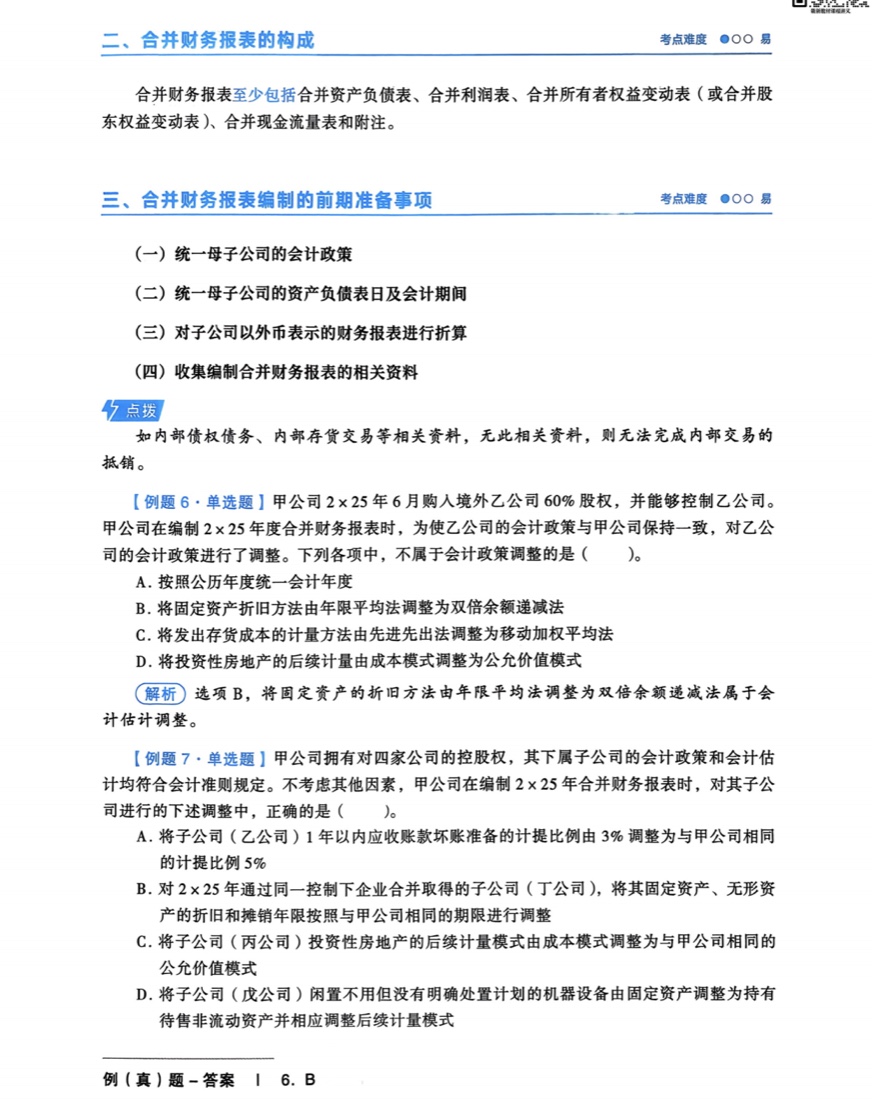 二、合并财务报表的构成
考点难度 ●○○ 易
合并财务报表至少包括合并资产负债表、合并利润表、合并所有者权益变动表（或合并股
东权益变动表）、合并现金流量表和附注。
三、合并财务报表编制的前期准备事项
考点难度 ●○○ 易
（一）统一母子公司的会计政策
（二）统一母子公司的资产负债表日及会计期间
（三）对子公司以外币表示的财务报表进行折算
（四）收集编制合并财务报表的相关资料
点拨
如内部债权债务、内部存货交易等相关资料，无此相关资料，则无法完成内部交易的
抵销。
【例题 6·单选题】甲公司 2×25 年 6 月购入境外乙公司 60% 股权，并能够控制乙公司。
甲公司在编制 2×25 年度合并财务报表时，为使乙公司的会计政策与甲公司保持一致，对乙公
司的会计政策进行了调整。下列各项中，不属于会计政策调整的是（　　）。
A. 按照公历年度统一会计年度
B. 将固定资产折旧方法由年限平均法调整为双倍余额递减法
C. 将发出存货成本的计量方法由先进先出法调整为移动加权平均法
D. 将投资性房地产的后续计量由成本模式调整为公允价值模式
解析 选项 B，将固定资产的折旧方法由年限平均法调整为双倍余额递减法属于会
计估计调整。
【例题 7·单选题】甲公司拥有对四家公司的控股权，其下属子公司的会计政策和会计估
计均符合会计准则规定。不考虑其他因素，甲公司在编制 2×25 年合并财务报表时，对其子公
司进行的下述调整中，正确的是（　　）。
A. 将子公司（乙公司）1 年以内应收账款坏账准备的计提比例由 3% 调整为与甲公司相同
的计提比例 5%
B. 对 2×25 年通过同一控制下企业合并取得的子公司（丁公司），将其固定资产、无形资
产的折旧和摊销年限按照与甲公司相同的期限进行调整
C. 将子公司（丙公司）投资性房地产的后续计量模式由成本模式调整为与甲公司相同的
公允价值模式
D. 将子公司（戊公司）闲置不用但没有明确处置计划的机器设备由固定资产调整为持有
待售非流动资产并相应调整后续计量模式
例（真）题－答案 | 6. B